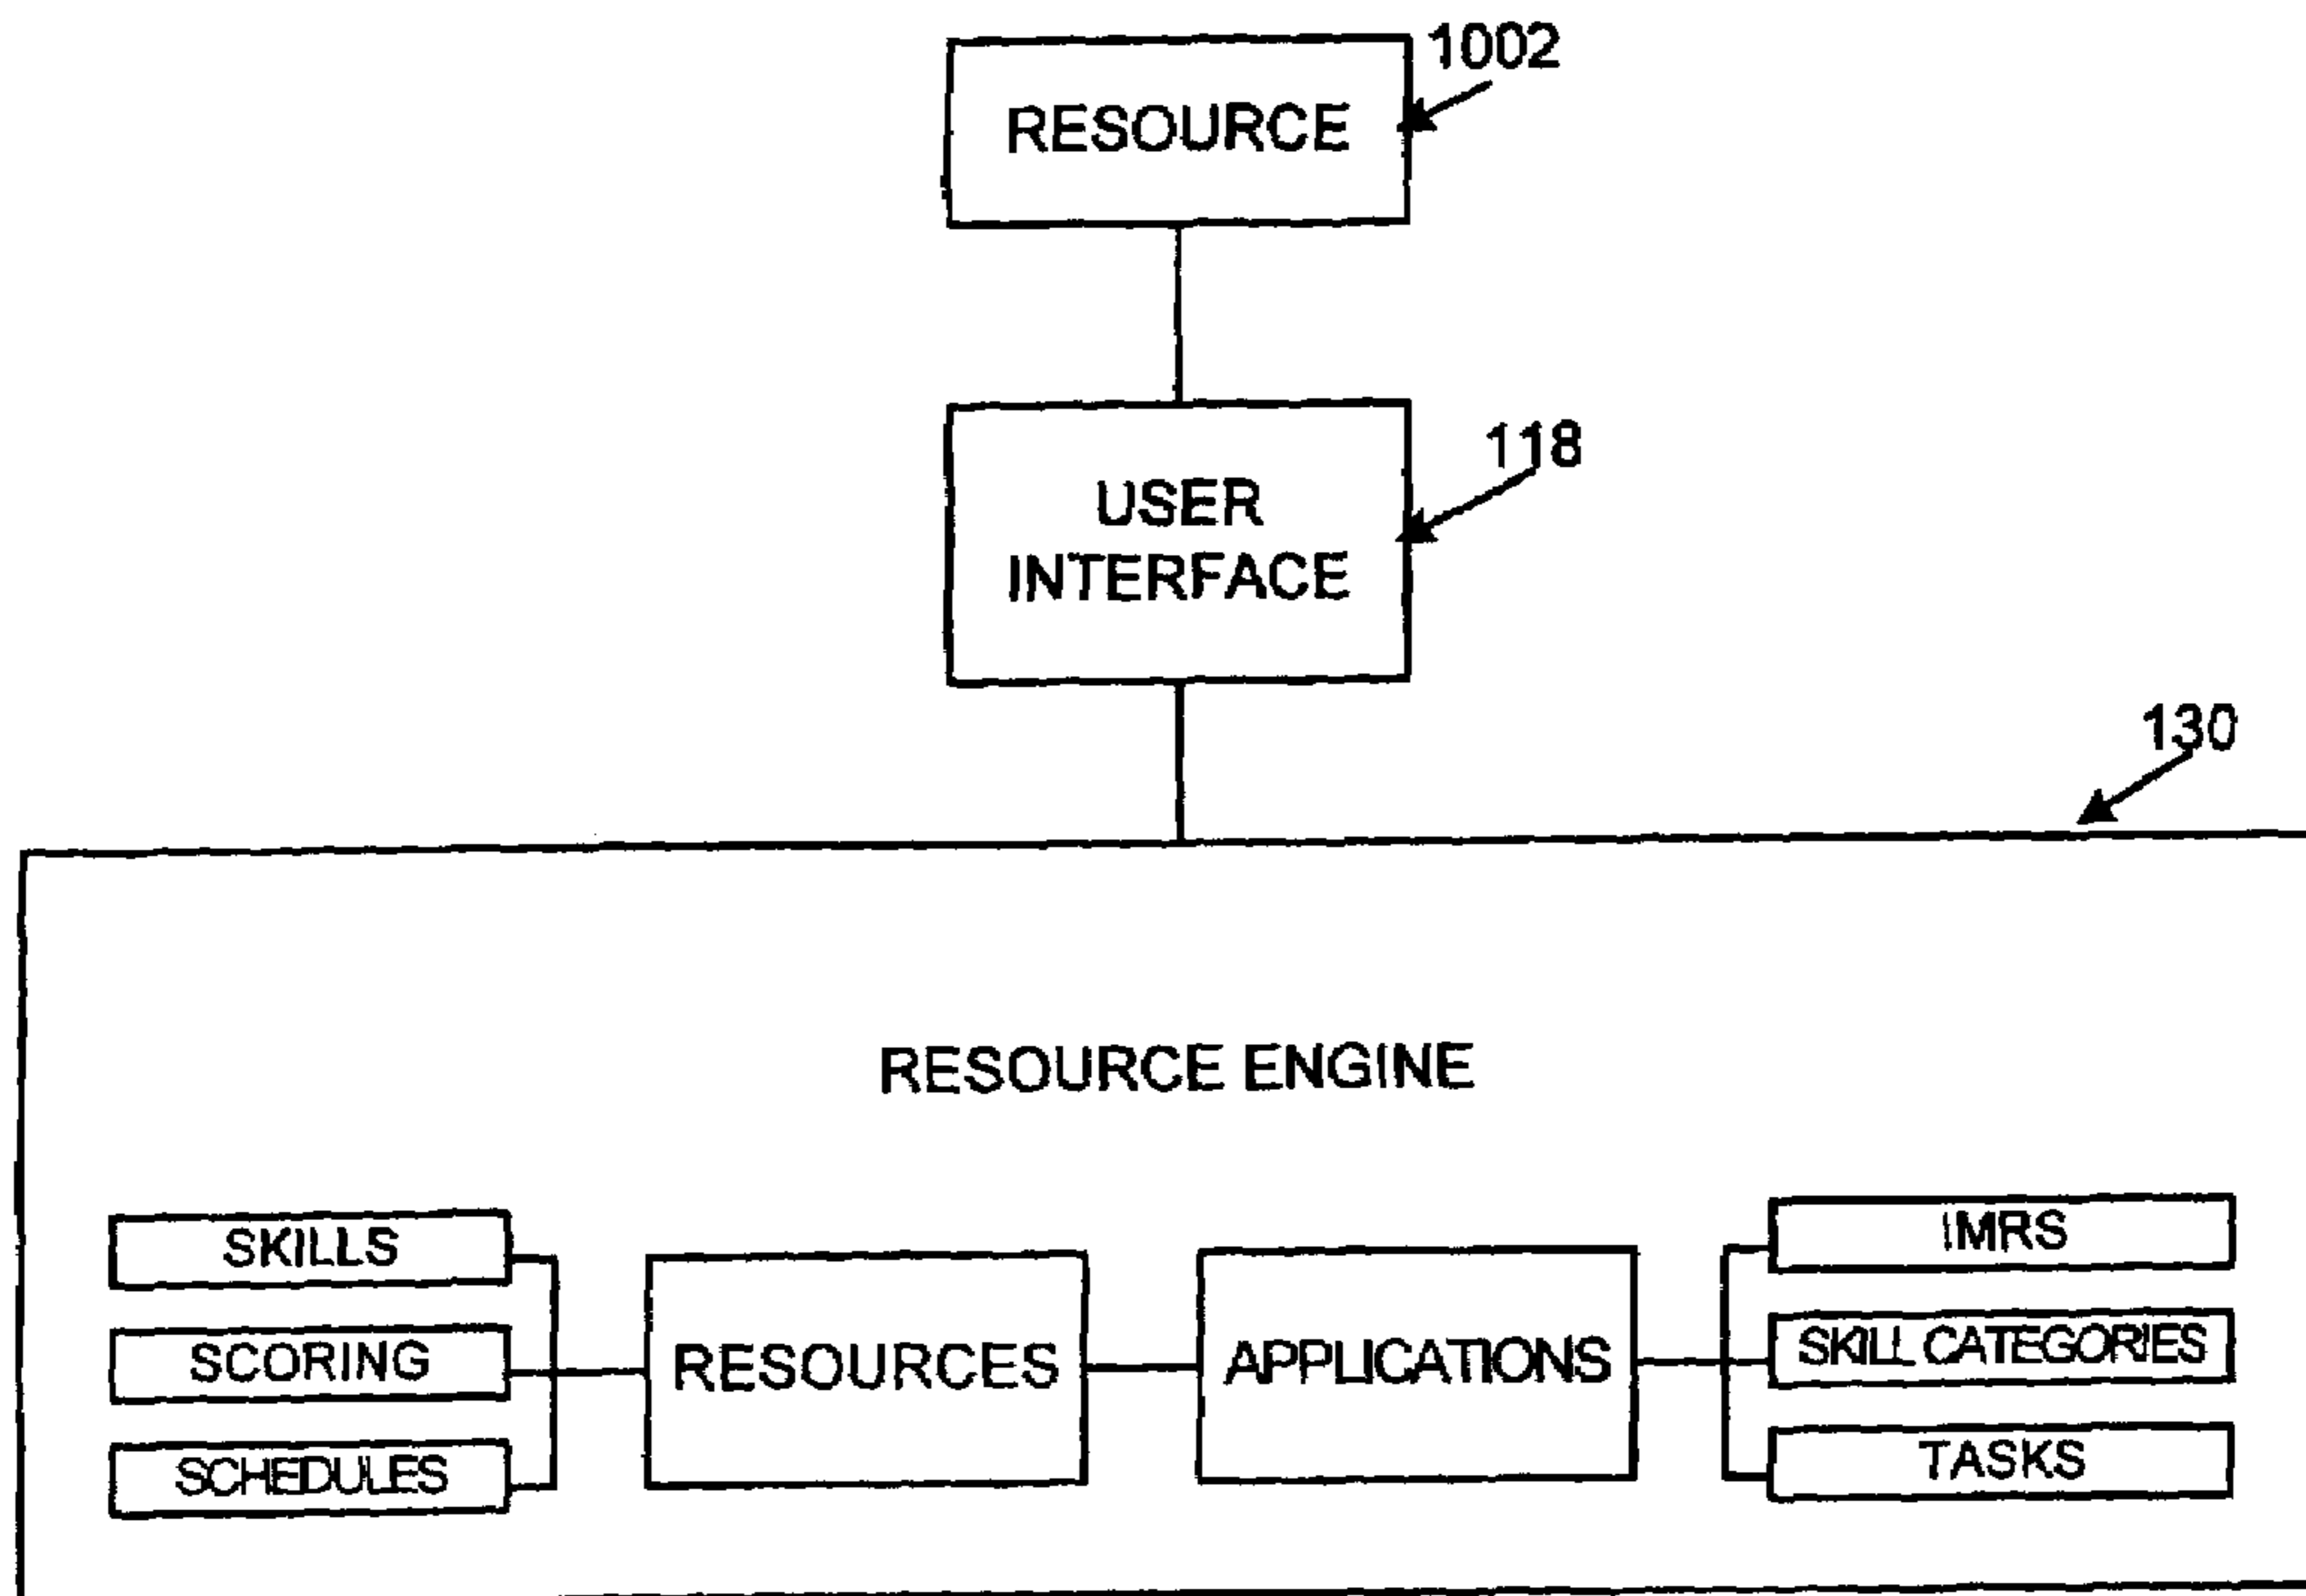 1002
RESOURCE
118
USER
INTERFACE
130
RESOURCE ENGINE
SKILLS
SCORING
SCHEDULES
RESOURCES
APPLICATIONS
IMRS
SKILL CATEGORIES
TASKS